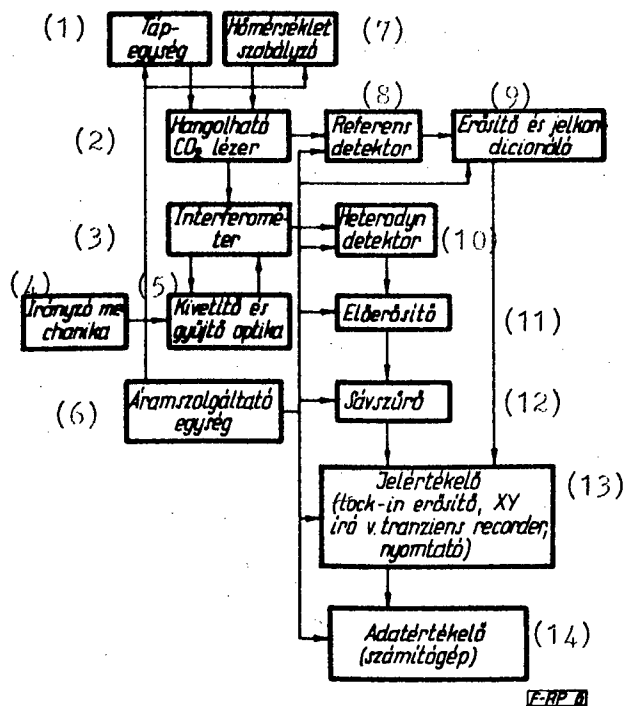 (1)
Táp-
egység
Hőmérséklet
szabályzó
(7)
(2)
Hangolható
CO₂ lézer
(8)
Referens
detektor
(9)
Erősítő és jelkon
dicionáló
(3)
Interferomé-
ter
Heterodyn
detektor
(10)
(4)
Irányzó me-
chanika
(5)
Kivetítő és
gyűjtő optika
Előerősítő
(11)
(6)
Áramszolgáltató
egység
Sávszűrő
(12)
Jelértékelő
(lock-in erősítő, XY
író v. tranziens recorder,
nyomtató)
(13)
Adatértékelő
(számítógép)
(14)
F-RP 6